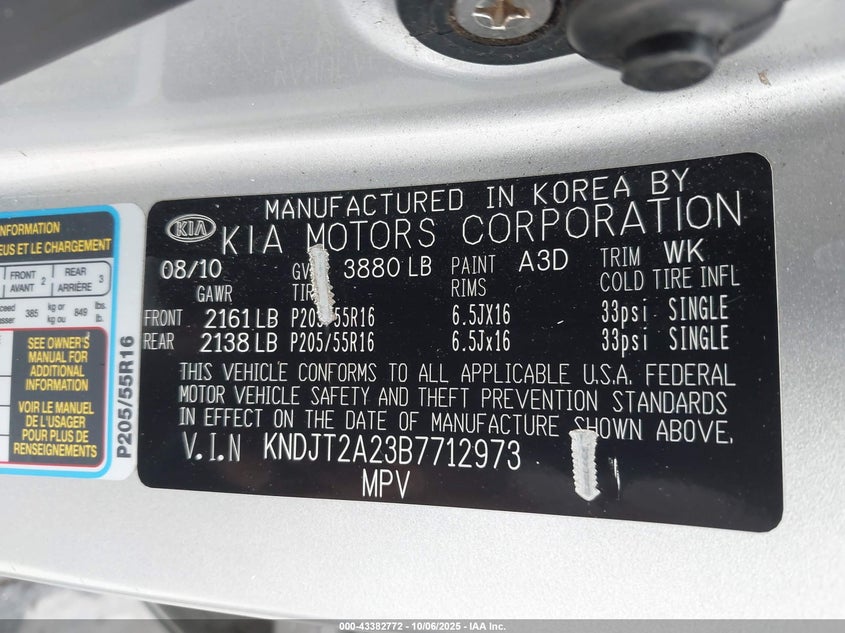 INFORMATION
EUS ET LE CHARGEMENT
FRONT 2 REAR 3
AVANT ARRIÈRE
385 kg or 849 lbs.
kg ou lb.
SEE OWNER'S
MANUAL FOR
ADDITIONAL
INFORMATION
VOIR LE MANUEL
DE L'USAGER
POUR PLUS DE
RENSEIGNEMENTS
P205/55R16
MANUFACTURED IN KOREA BY
KIA KIA MOTORS CORPORATION
08/10 GV 3880 LB PAINT A3D TRIM WK
GAWR TIR RIMS COLD TIRE INFL
FRONT 2161 LB P205/55R16 6.5JX16 33psi SINGLE
REAR 2138 LB P205/55R16 6.5Jx16 33psi SINGLE
THIS VEHICLE CONFORMS TO ALL APPLICABLE U.S.A. FEDERAL
MOTOR VEHICLE SAFETY AND THEFT PREVENTION STANDARDS
IN EFFECT ON THE DATE OF MANUFACTURE SHOWN ABOVE.
V.I.N KNDJT2A23B7712973
MPV
000-43382772 - 10/06/2025 - IAA Inc.